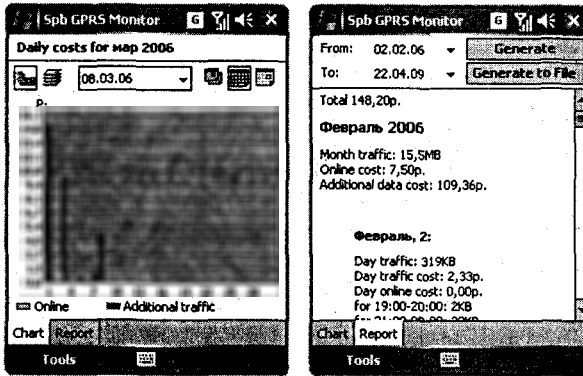 Spb GPRS Monitor
G
Daily costs for мар 2006
08.03.06
р.
Online
Additional traffic
Chart
Report
Tools
Spb GPRS Monitor
G
From: 02.02.06
Generate
To: 22.04.09
Generate to File
Total 148,20р.
Февраль 2006
Month traffic: 15,5MB
Online cost: 7,50р.
Additional data cost: 109,36р.
Февраль, 2:
Day traffic: 319KB
Day traffic cost: 2,33р.
Day online cost: 0,00р.
for 19:00-20:00: 2KB
Chart
Report
Tools